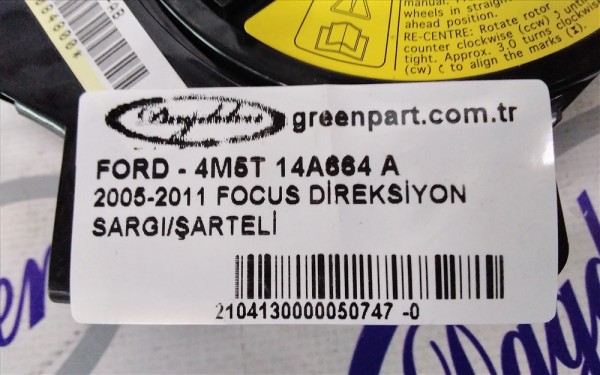 manual.
wheels in straight
ahead position.
RE-CENTRE: Rotate rotor
counter clockwise (ccw) until
tight. Approx. 3,0 turns clockwise
(cw) to align the marks
greenpart.com.tr
FORD - 4M5T 14A664 A
2005-2011 FOCUS DİREKSİYON
SARGI/ŞARTELİ
2104130000050747 -0